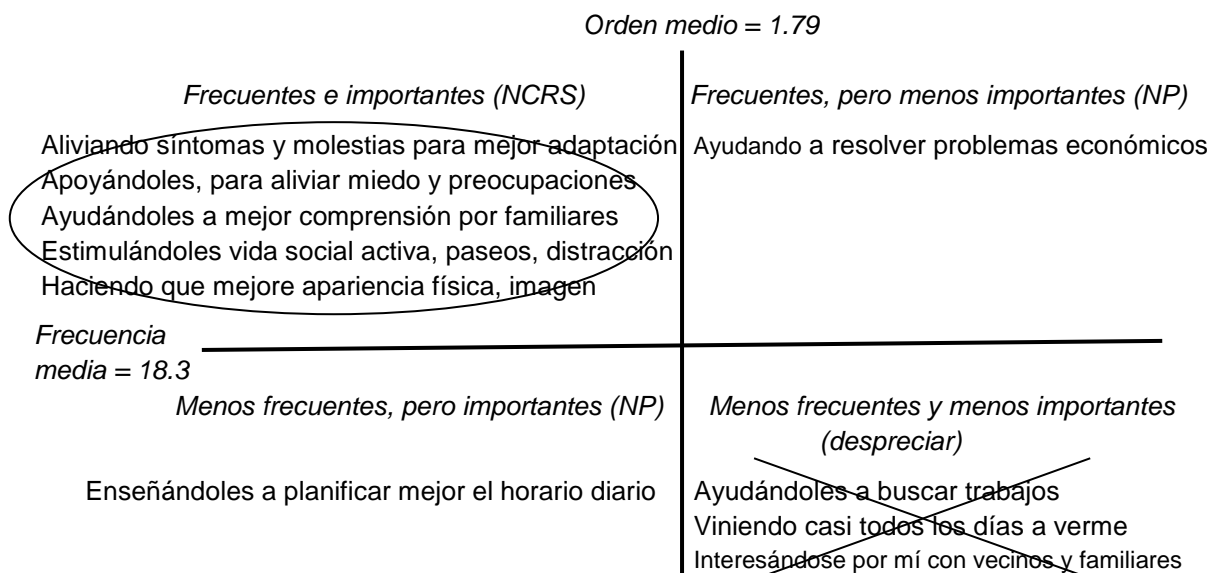 Orden medio = 1.79
Frecuentes e importantes (NCRS)
Aliviando síntomas y molestias para mejor adaptación
Apoyándoles, para aliviar miedo y preocupaciones
Ayudándoles a mejor comprensión por familiares
Estimulándoles vida social activa, paseos, distracción
Haciendo que mejore apariencia física, imagen
Frecuentes, pero menos importantes (NP)
Ayudando a resolver problemas económicos
Frecuencia
media = 18.3
Menos frecuentes, pero importantes (NP)
Enseñándoles a planificar mejor el horario diario
Menos frecuentes y menos importantes
(despreciar)
Ayudándoles a buscar trabajos
Viniendo casi todos los días a verme
Interesándose por mí con vecinos y familiares